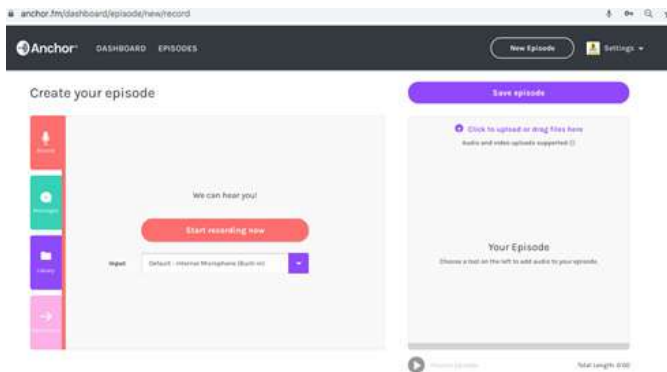 anchor.fm/dashboard/episode/new/record
Anchor DASHBOARD EPISODES New Episode Settings
Create your episode
Save episode
Click to upload or drag files here
Audio and video uploads supported
Record
Messages
Library
We can hear you!
Start recording now
Input Default - Internal Microphone (Built-in)
Your Episode
Choose a tool on the left to add audio to your episode.
Total Length: 0:00